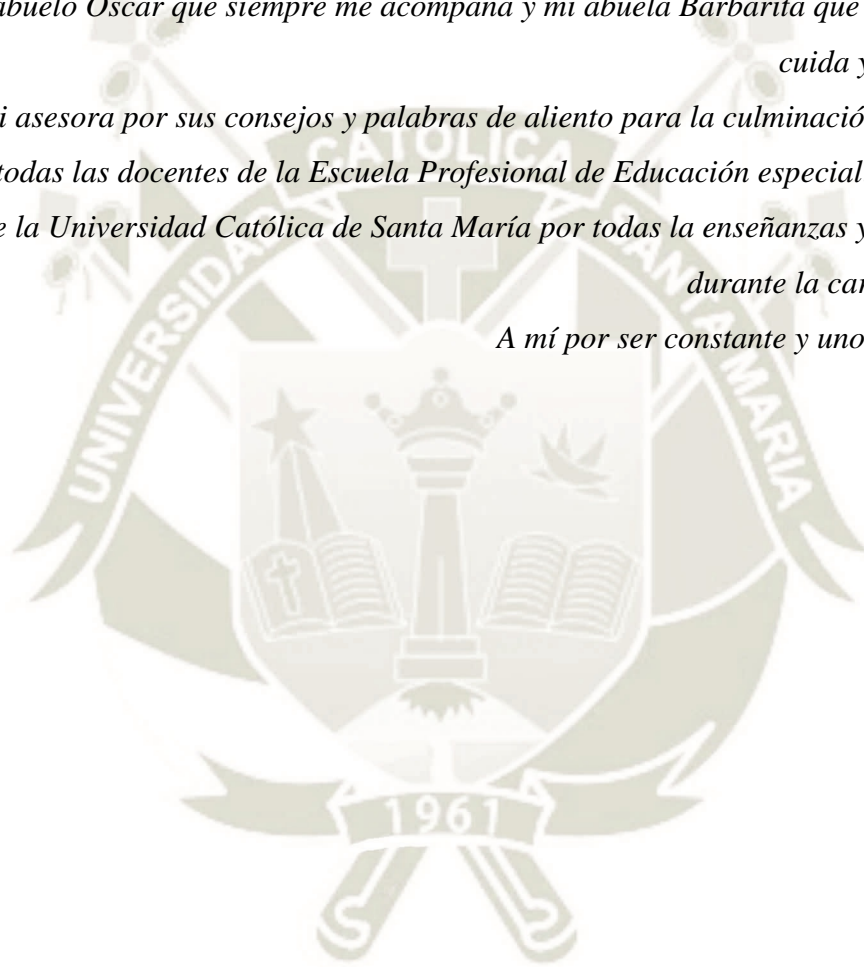 abuelo Oscar que siempre me acompaña y mi abuela Barbarita que
cuida y
i asesora por sus consejos y palabras de aliento para la culminació
todas las docentes de la Escuela Profesional de Educación especial
e la Universidad Católica de Santa María por todas la enseñanzas y
durante la car
A mí por ser constante y uno
UNIVERSIDAD CATOLICA SANTA MARIA
1961